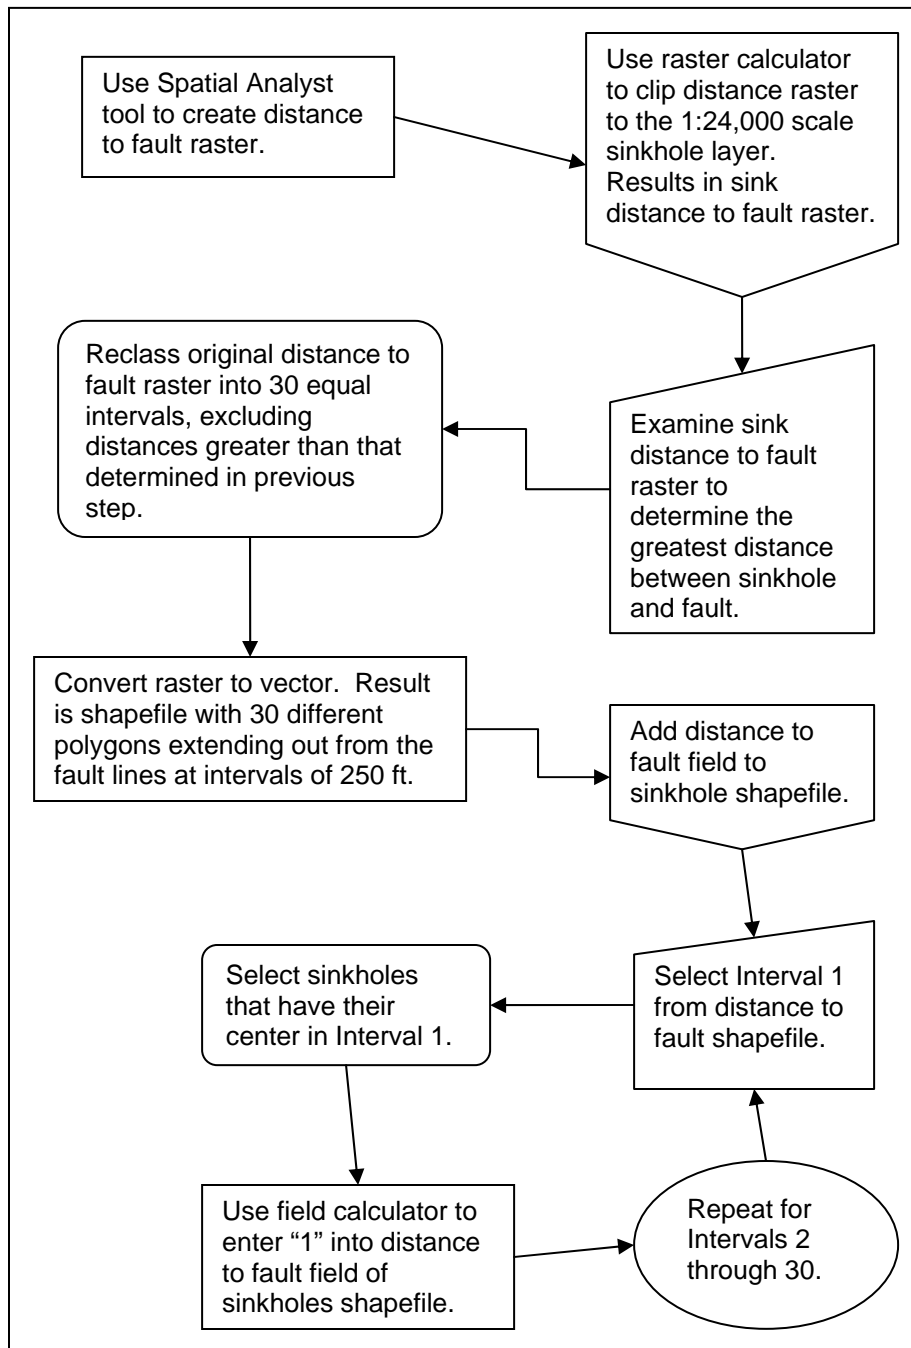 Use Spatial Analyst
tool to create distance
to fault raster.
Use raster calculator
to clip distance raster
to the 1:24,000 scale
sinkhole layer.
Results in sink
distance to fault raster.
Examine sink
distance to fault
raster to
determine the
greatest distance
between sinkhole
and fault.
Reclass original distance to
fault raster into 30 equal
intervals, excluding
distances greater than that
determined in previous
step.
Convert raster to vector.  Result
is shapefile with 30 different
polygons extending out from the
fault lines at intervals of 250 ft.
Add distance to
fault field to
sinkhole shapefile.
Select Interval 1
from distance to
fault shapefile.
Select sinkholes
that have their
center in Interval 1.
Use field calculator to
enter “1” into distance
to fault field of
sinkholes shapefile.
Repeat for
Intervals 2
through 30.